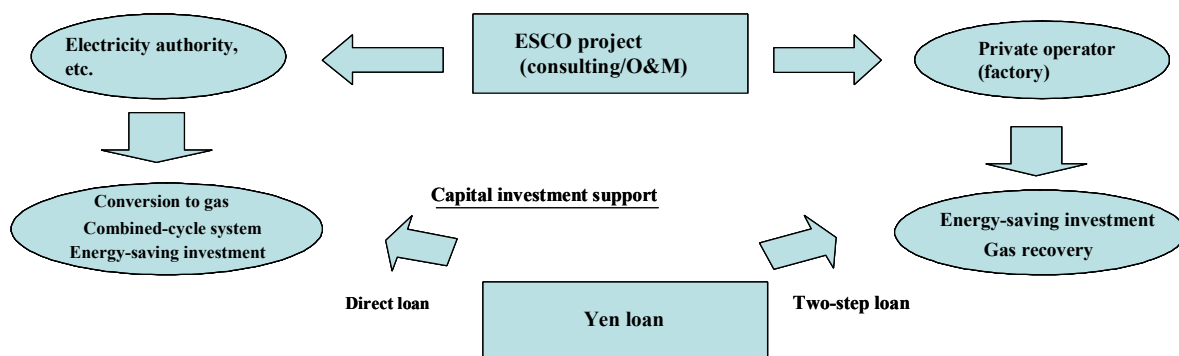 Electricity authority,
etc.
ESCO project
(consulting/O&M)
Private operator
(factory)
Conversion to gas
Combined-cycle system
Energy-saving investment
Capital investment support
Energy-saving investment
Gas recovery
Direct loan
Yen loan
Two-step loan